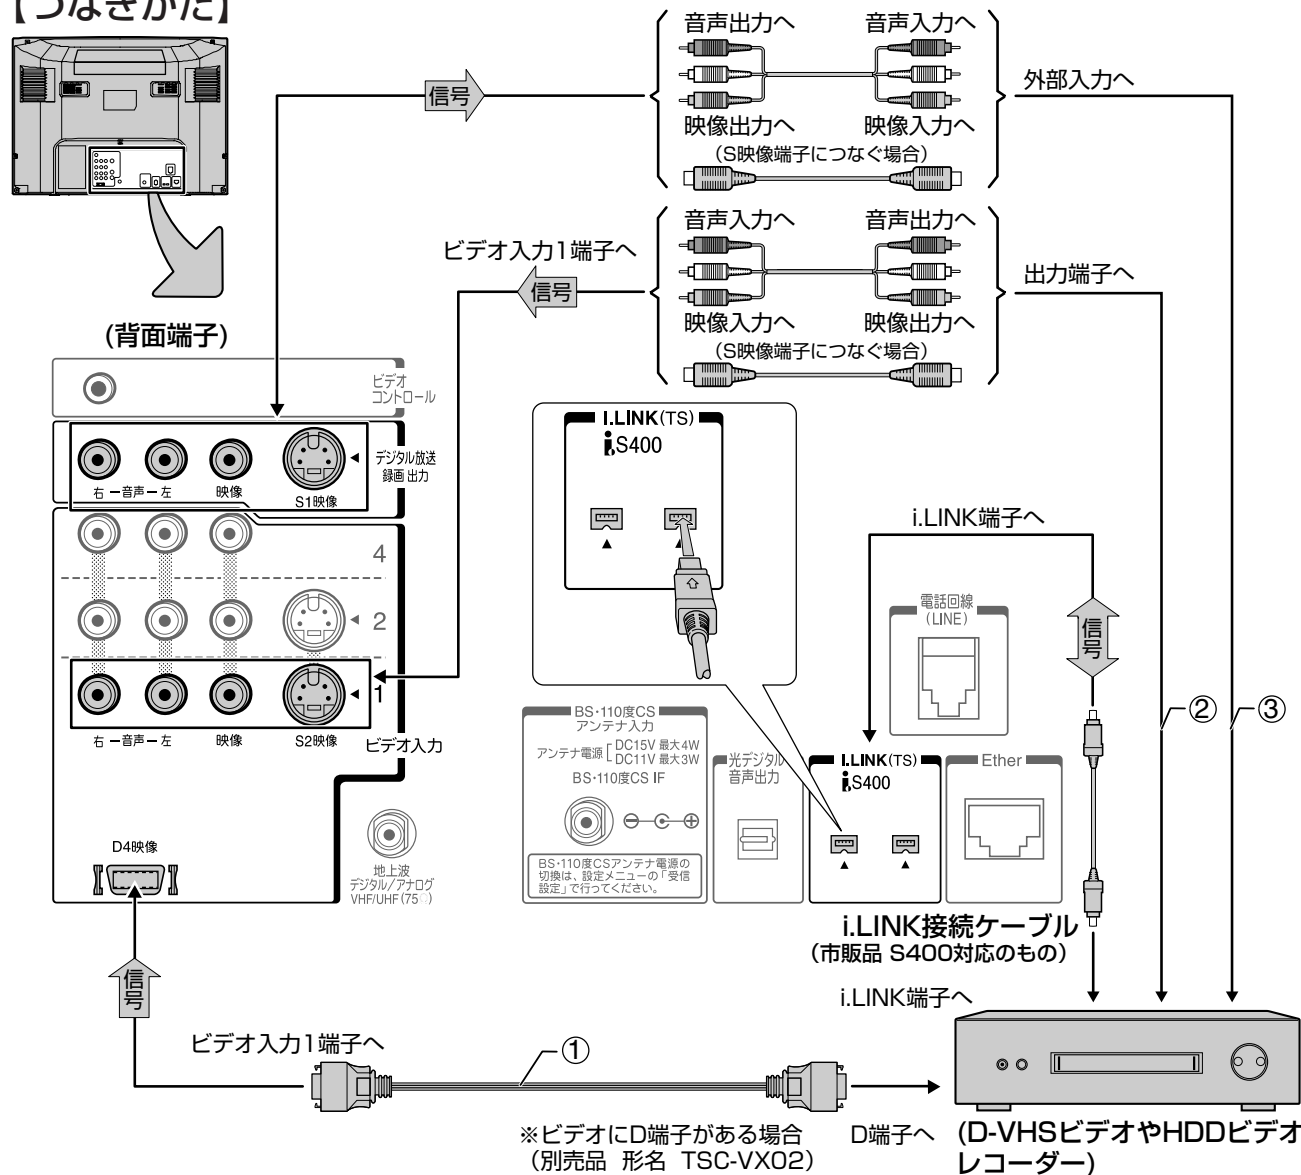 【つなぎかた】
音声出力へ
音声入力へ
信号
映像出力へ
映像入力へ
(S映像端子につなぐ場合)
外部入力へ
音声入力へ
音声出力へ
ビデオ入力1端子へ
信号
映像入力へ
映像出力へ
(S映像端子につなぐ場合)
出力端子へ
(背面端子)
ビデオ
コントロール
デジタル放送
録画出力
右ー音声ー左
映像
S1映像
4
2
1
右ー音声ー左
映像
S2映像
ビデオ入力
D4映像
地上波
デジタル/アナログ
VHF/UHF(75)
I.LINK(TS)
i.S400
i.LINK端子へ
電話回線
(LINE)
信号
②
③
BS・110度CS
アンテナ入力
アンテナ電源
DC15V 最大4W
DC11V 最大3W
BS・110度CS IF
BS・110度CSアンテナ電源の
切換は、設定メニューの「受信
設定」で行ってください。
光デジタル
音声出力
I.LINK(TS)
i.S400
Ether
i.LINK接続ケーブル
(市販品 S400対応のもの)
i.LINK端子へ
信号
ビデオ入力1端子へ
①
※ビデオにD端子がある場合
(別売品 形名 TSC-VX02)
D端子へ
(D-VHSビデオやHDDビデオ
レコーダー)